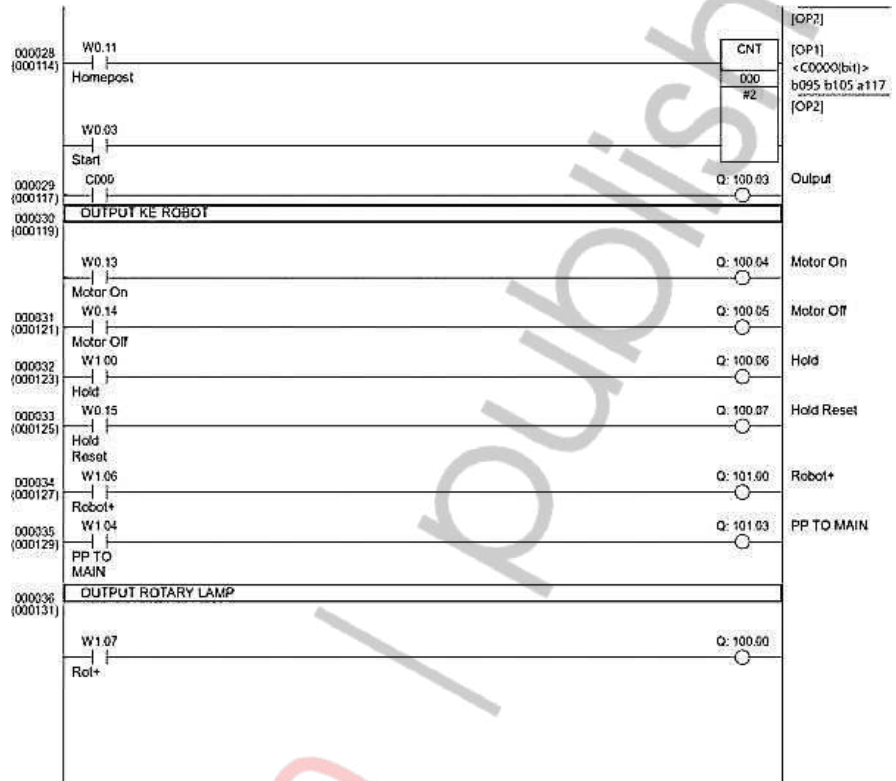 [OP2]
000028
(000114)
W0.11
Homepost
CNT
000
#2
[OP1]
<C0000(bit)>
b095 b105 a117
[OP2]
W0.03
Start
000029
(000117)
C000
Q: 100.03
Output
000030
(000119)
OUTPUT KE ROBOT
W0.13
Motor On
Q: 100.04
Motor On
000031
(000121)
W0.14
Motor Off
Q: 100.05
Motor Off
000032
(000123)
W1.00
Hold
Q: 100.06
Hold
000033
(000125)
W0.15
Hold
Reset
Q: 100.07
Hold Reset
000034
(000127)
W1.06
Robot+
Q: 101.00
Robot+
000035
(000129)
W1.04
PP TO
MAIN
Q: 101.03
PP TO MAIN
000036
(000131)
OUTPUT ROTARY LAMP
W1.07
Rot+
Q: 100.00
| publish